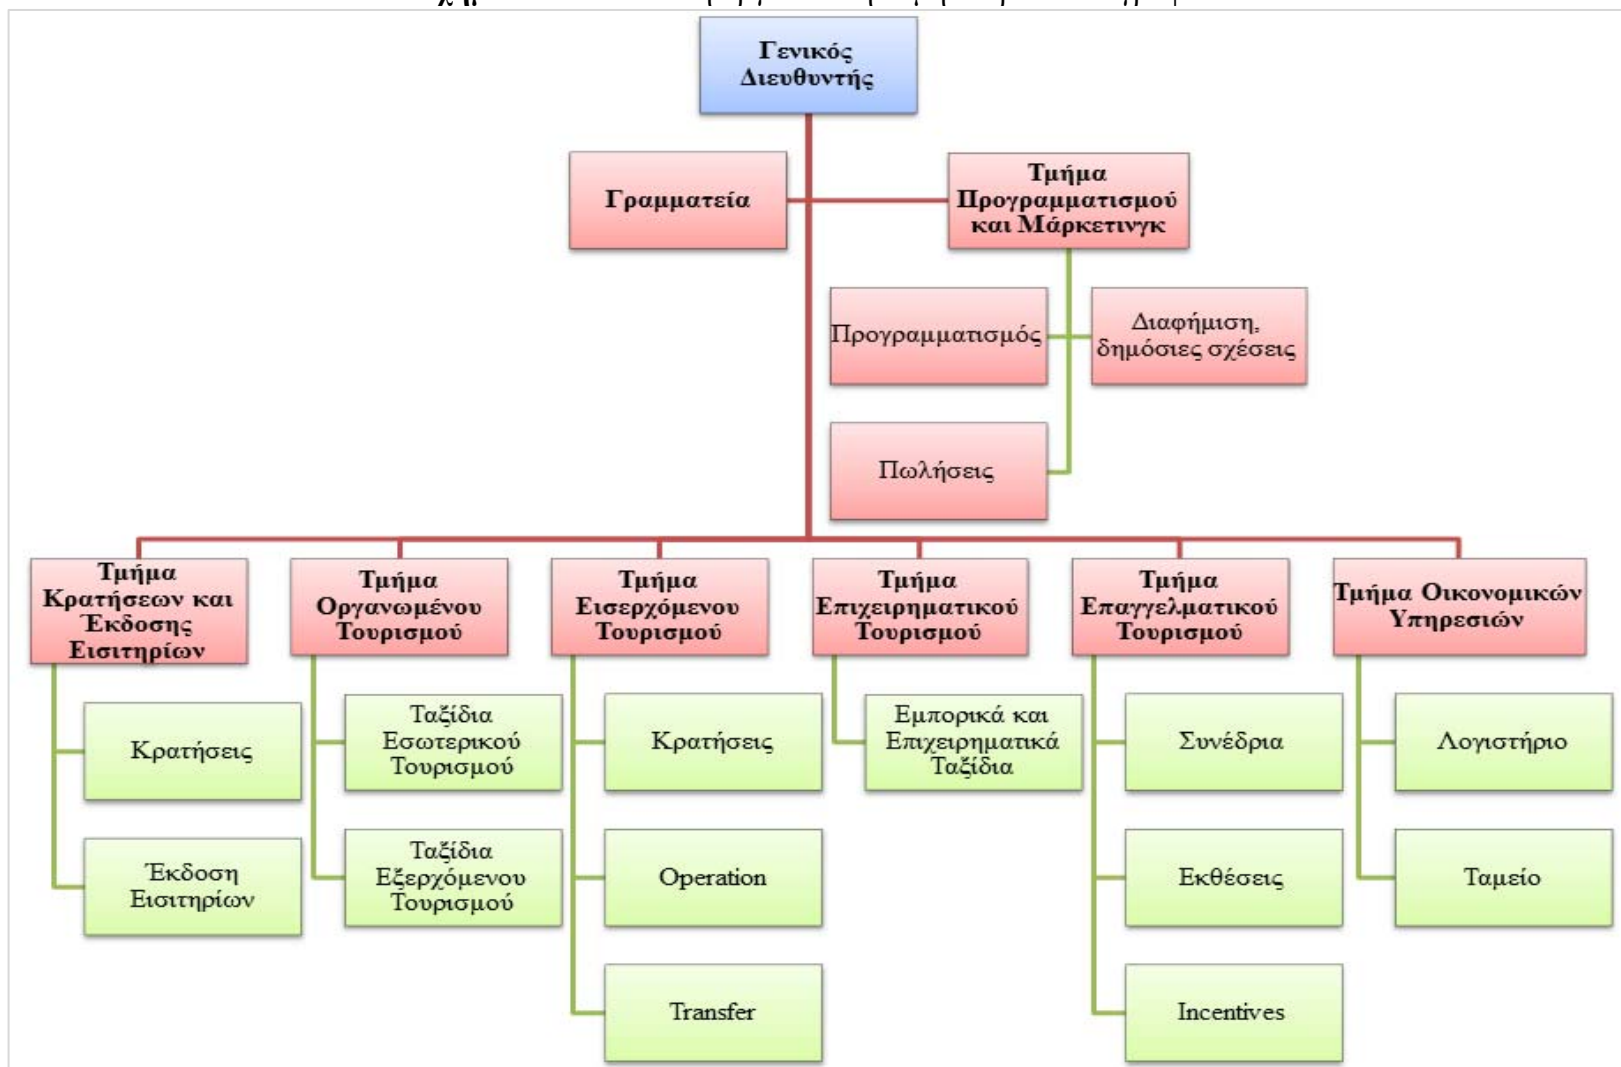 Γενικός
Διευθυντής
Γραμματεία
Τμήμα
Προγραμματισμού
και Μάρκετινγκ
Προγραμματισμός
Διαφήμιση,
δημόσιες σχέσεις
Πωλήσεις
Τμήμα
Κρατήσεων και
Έκδοσης
Εισιτηρίων
Τμήμα
Οργανωμένου
Τουρισμού
Τμήμα
Εισερχόμενου
Τουρισμού
Τμήμα
Επιχειρηματικού
Τουρισμού
Τμήμα
Επαγγελματικού
Τουρισμού
Τμήμα Οικονομικών
Υπηρεσιών
Κρατήσεις
Ταξίδια
Εσωτερικού
Τουρισμού
Κρατήσεις
Εμπορικά και
Επιχειρηματικά
Ταξίδια
Συνέδρια
Λογιστήριο
Έκδοση
Εισιτηρίων
Ταξίδια
Εξερχόμενου
Τουρισμού
Operation
Εκθέσεις
Ταμείο
Transfer
Incentives